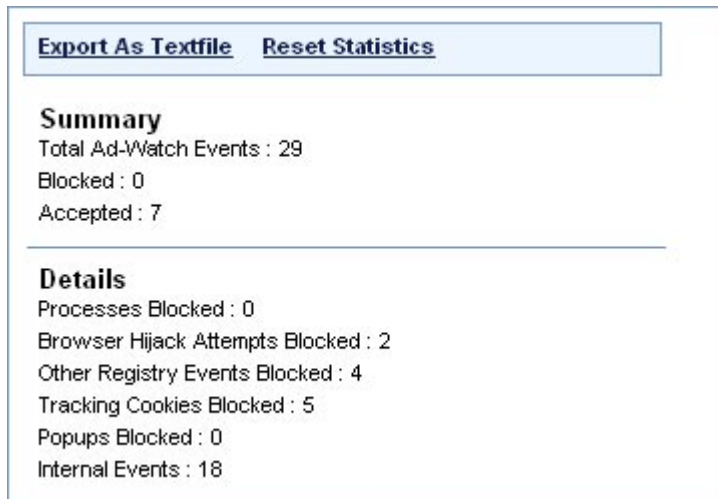 Export As Textfile Reset Statistics
Summary
Total Ad-Watch Events : 29
Blocked : 0
Accepted : 7
Details
Processes Blocked : 0
Browser Hijack Attempts Blocked : 2
Other Registry Events Blocked : 4
Tracking Cookies Blocked : 5
Popups Blocked : 0
Internal Events : 18